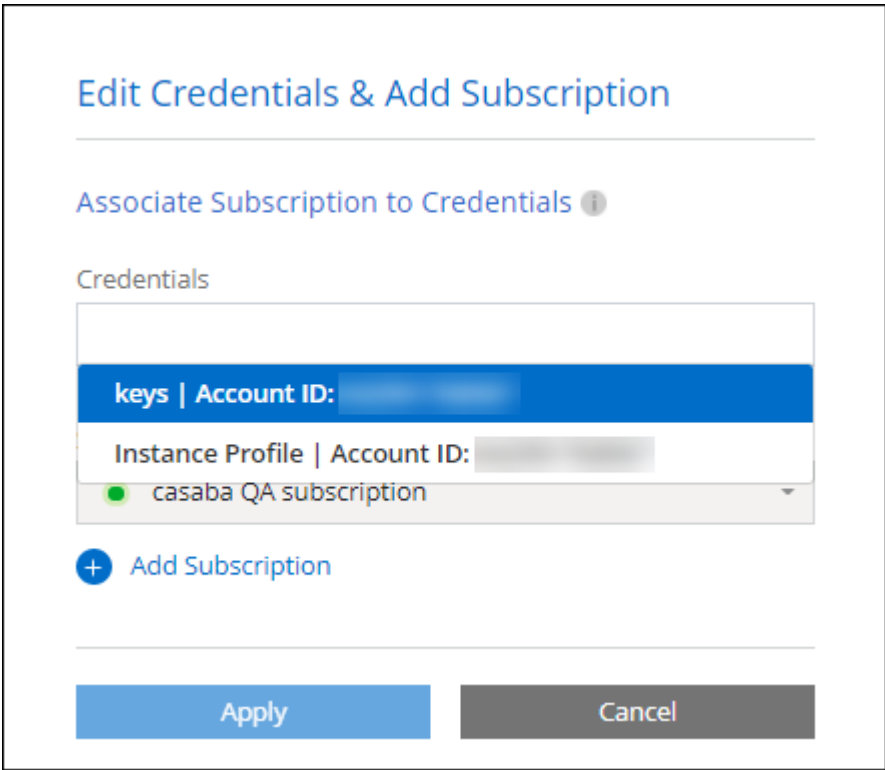 Edit Credentials & Add Subscription
Associate Subscription to Credentials
Credentials
keys | Account ID:
Instance Profile | Account ID:
casaba QA subscription
Add Subscription
Apply
Cancel